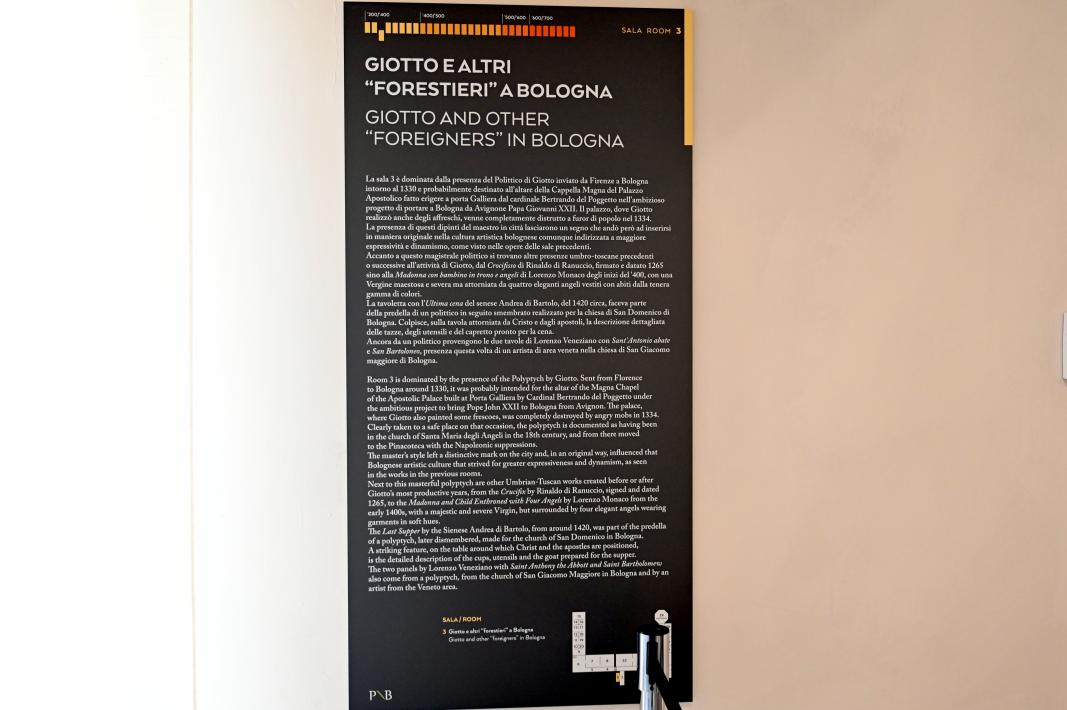 '200/'400 '400/'500 '500/'600 '600/'700
SALA ROOM 3
GIOTTO E ALTRI
“FORESTIERI” A BOLOGNA
GIOTTO AND OTHER
“FOREIGNERS” IN BOLOGNA
La sala 3 è dominata dalla presenza del Polittico di Giotto inviato da Firenze a Bologna
intorno al 1330 e probabilmente destinato all'altare della Cappella Magna del Palazzo
Apostolico fatto erigere a porta Galliera dal cardinale Bertrando del Poggetto nell'ambizioso
progetto di portare a Bologna da Avignone Papa Giovanni XXII. Il palazzo, dove Giotto
realizzò anche degli affreschi, venne completamente distrutto a furor di popolo nel 1334.
La presenza di questi dipinti del maestro in città lasciarono un segno che andò però ad inserirsi
in maniera originale nella cultura artistica bolognese comunque indirizzata a maggiore
espressività e dinamismo, come visto nelle opere delle sale precedenti.
Accanto a questo magistrale polittico si trovano altre presenze umbro-toscane precedenti
o successive all'attività di Giotto, dal Crocifisso di Rinaldo di Ranuccio, firmato e datato 1265
sino alla Madonna con bambino in trono e angeli di Lorenzo Monaco degli inizi del '400, con una
Vergine maestosa e severa ma attorniata da quattro eleganti angeli vestiti con abiti dalla tenera
gamma di colori.
La tavoletta con l'Ultima cena del senese Andrea di Bartolo, del 1420 circa, faceva parte
della predella di un polittico in seguito smembrato realizzato per la chiesa di San Domenico di
Bologna. Colpisce, sulla tavola attorniata da Cristo e dagli apostoli, la descrizione dettagliata
delle tazze, degli utensili e del capretto pronto per la cena.
Ancora da un polittico provengono le due tavole di Lorenzo Veneziano con Sant'Antonio abate
e San Bartolomeo, presenza questa volta di un artista di area veneta nella chiesa di San Giacomo
maggiore di Bologna.
Room 3 is dominated by the presence of the Polyptych by Giotto. Sent from Florence
to Bologna around 1330, it was probably intended for the altar of the Magna Chapel
of the Apostolic Palace built at Porta Galliera by Cardinal Bertrando del Poggetto under
the ambitious project to bring Pope John XXII to Bologna from Avignon. The palace,
where Giotto also painted some frescoes, was completely destroyed by angry mobs in 1334.
Clearly taken to a safe place on that occasion, the polyptych is documented as having been
in the church of Santa Maria degli Angeli in the 18th century, and from there moved
to the Pinacoteca with the Napoleonic suppressions.
The master's style left a distinctive mark on the city and, in an original way, influenced that
Bolognese artistic culture that strived for greater expressiveness and dynamism, as seen
in the works in the previous rooms.
Next to this masterful polyptych are other Umbrian-Tuscan works created before or after
Giotto's most productive years, from the Crucifix by Rinaldo di Ranuccio, signed and dated
1265, to the Madonna and Child Enthroned with Four Angels by Lorenzo Monaco from the
early 1400s, with a majestic and severe Virgin, but surrounded by four elegant angels wearing
garments in soft hues.
The Last Supper by the Sienese Andrea di Bartolo, from around 1420, was part of the predella
of a polyptych, later dismembered, made for the church of San Domenico in Bologna.
A striking feature, on the table around which Christ and the apostles are positioned,
is the detailed description of the cups, utensils and the goat prepared for the supper.
The two panels by Lorenzo Veneziano with Saint Anthony the Abbott and Saint Bartholomew
also come from a polyptych, from the church of San Giacomo Maggiore in Bologna and by an
artist from the Veneto area.
SALA / ROOM
3 Giotto e altri “forestieri” a Bologna
Giotto and other “foreigners” in Bologna
P\B